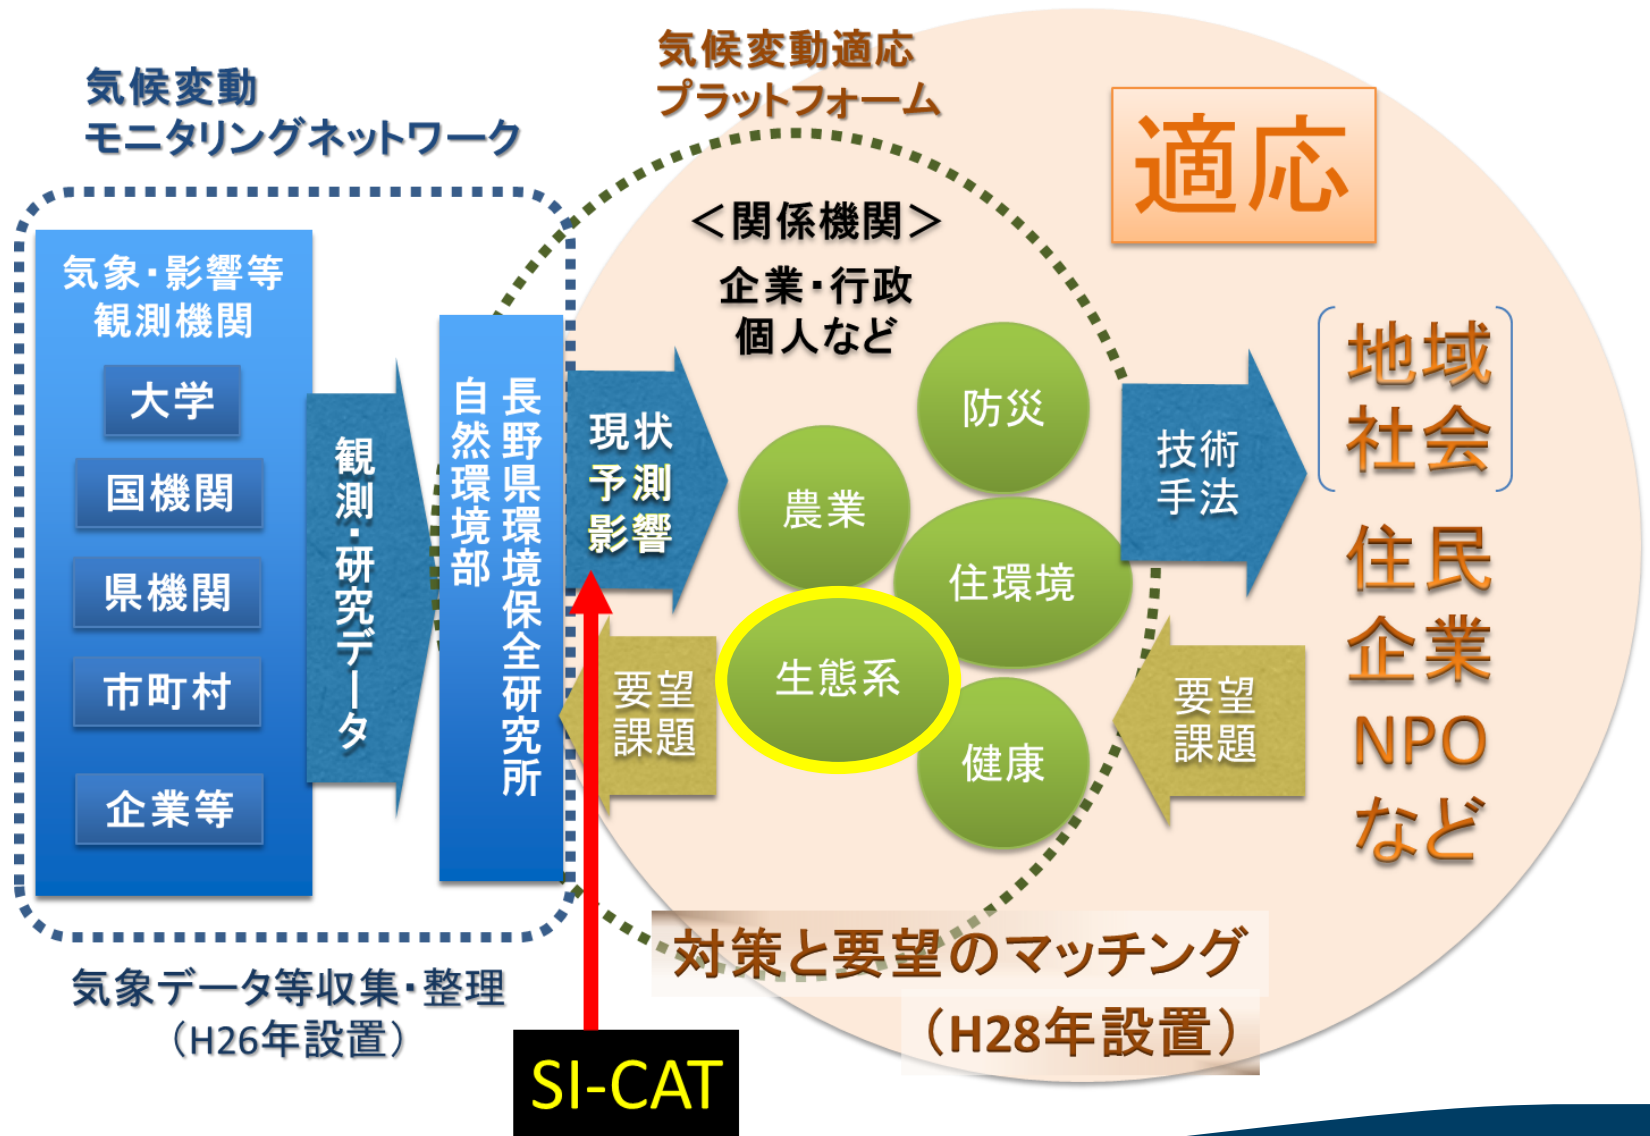 気候変動
モニタリングネットワーク
気象・影響等
観測機関
大学
国機関
県機関
市町村
企業等
観測・研究データ
長野県環境保全研究所
自然環境部
気象データ等収集・整理
（H26年設置）
気候変動適応
プラットフォーム
＜関係機関＞
企業・行政
個人など
現状
予測
影響
要望
課題
防災
農業
住環境
生態系
健康
技術
手法
要望
課題
対策と要望のマッチング
（H28年設置）
SI-CAT
適応
地域
社会
住民
企業
NPO
など